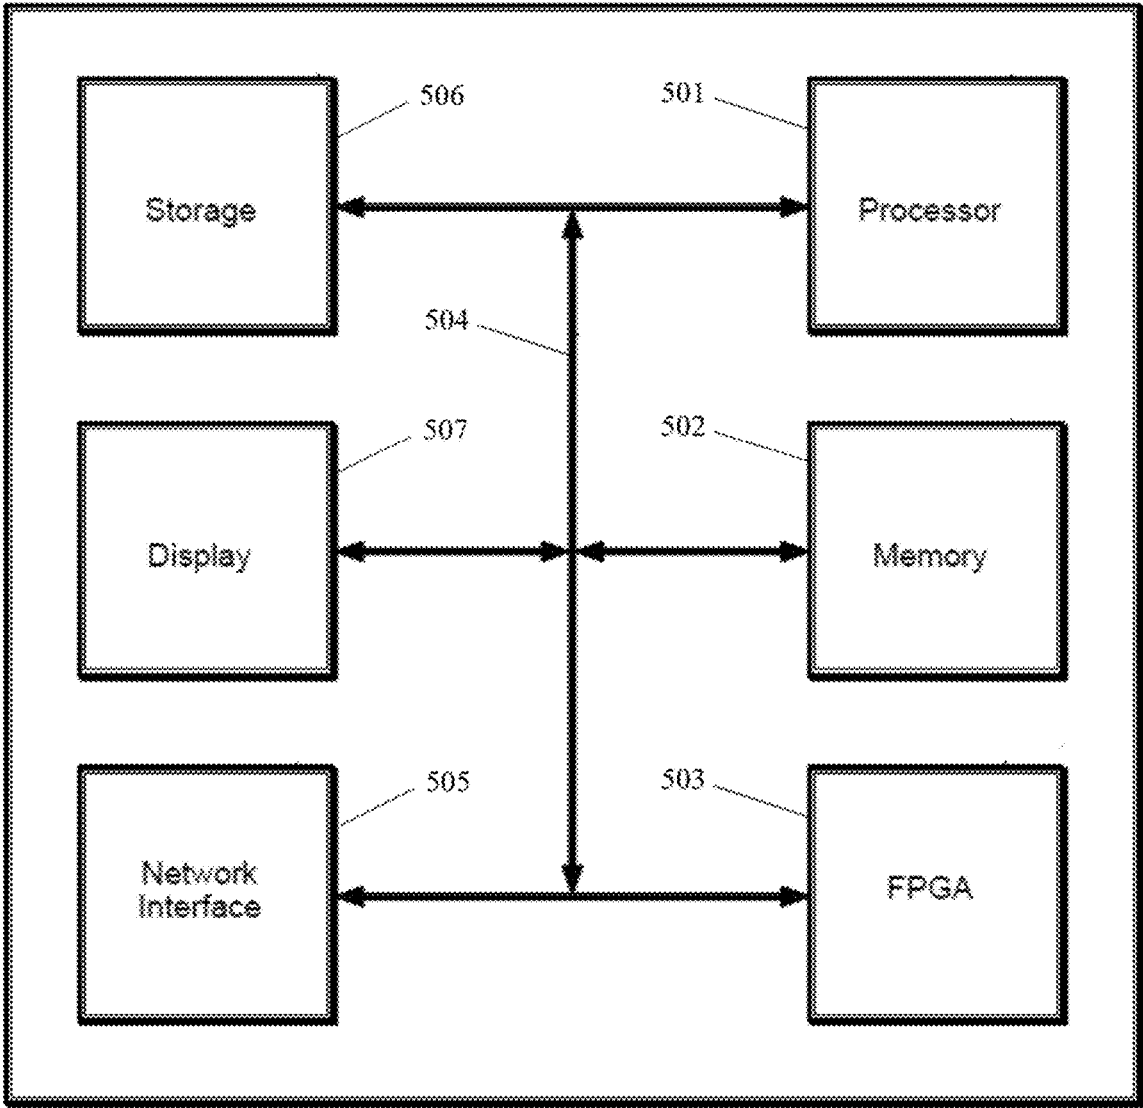 506
501
Storage
Processor
504
507
502
Display
Memory
505
503
Network
Interface
FPGA